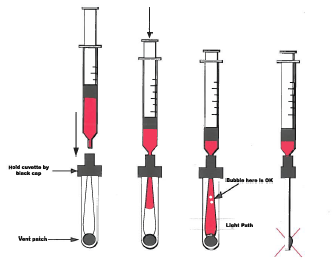 Hold cuvette by
black cap
Vent patch
Bubble here is OK
Light Path